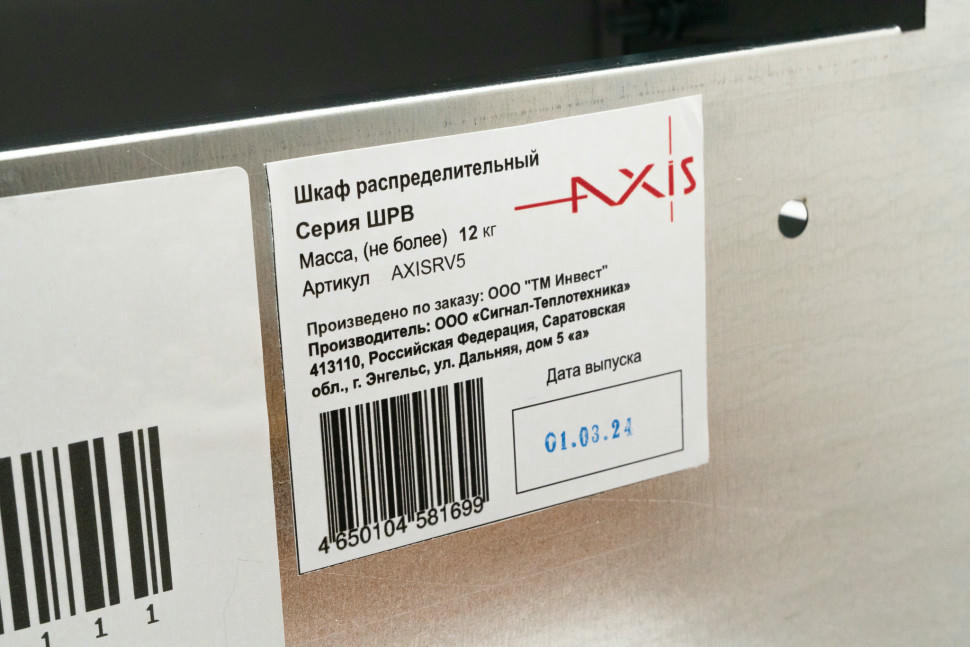 Шкаф распределительный
AXIS
Серия ШРВ
Масса, (не более) 12 кг
Артикул AXISRV5
Произведено по заказу: ООО "ТМ Инвест"
Производитель: ООО «Сигнал-Теплотехника»
413110, Российская Федерация, Саратовская
обл., г. Энгельс, ул. Дальняя, дом 5 «а»
Дата выпуска
01.03.24
4 650104 581699
1 1 1